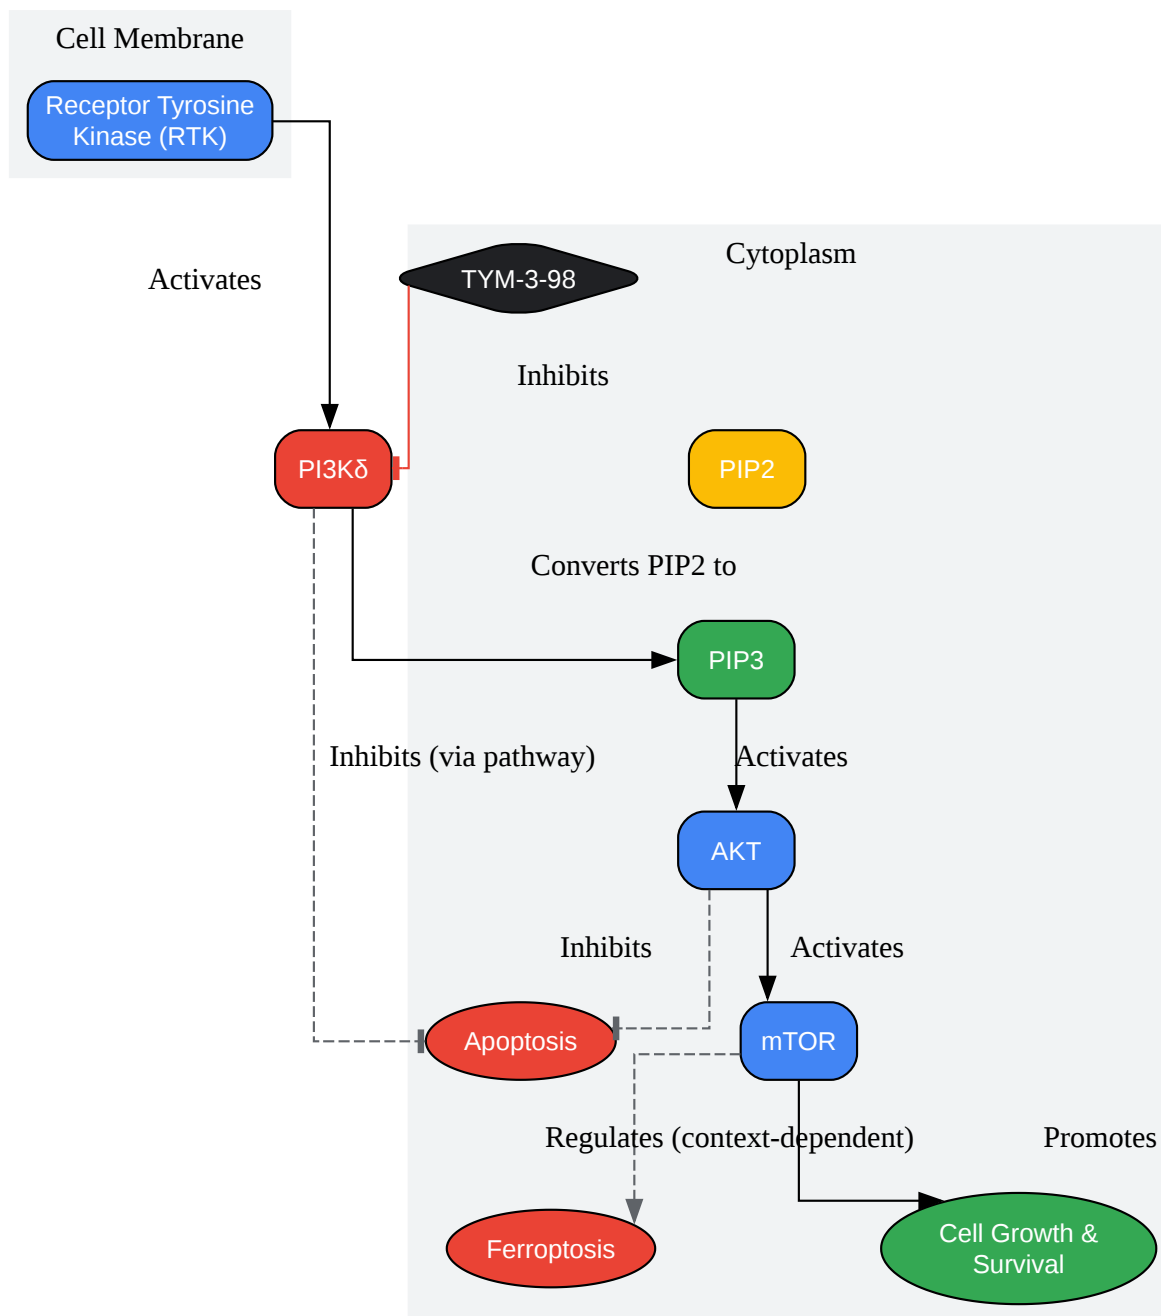 Cell Membrane
Receptor Tyrosine
Kinase (RTK)
Cytoplasm
Activates
TYM-3-98
Inhibits
PI3Kδ
PIP2
Converts PIP2 to
PIP3
Inhibits (via pathway)
Activates
AKT
Inhibits
Activates
Apoptosis
mTOR
Regulates (context-dependent)
Promotes
Ferroptosis
Cell Growth &
Survival